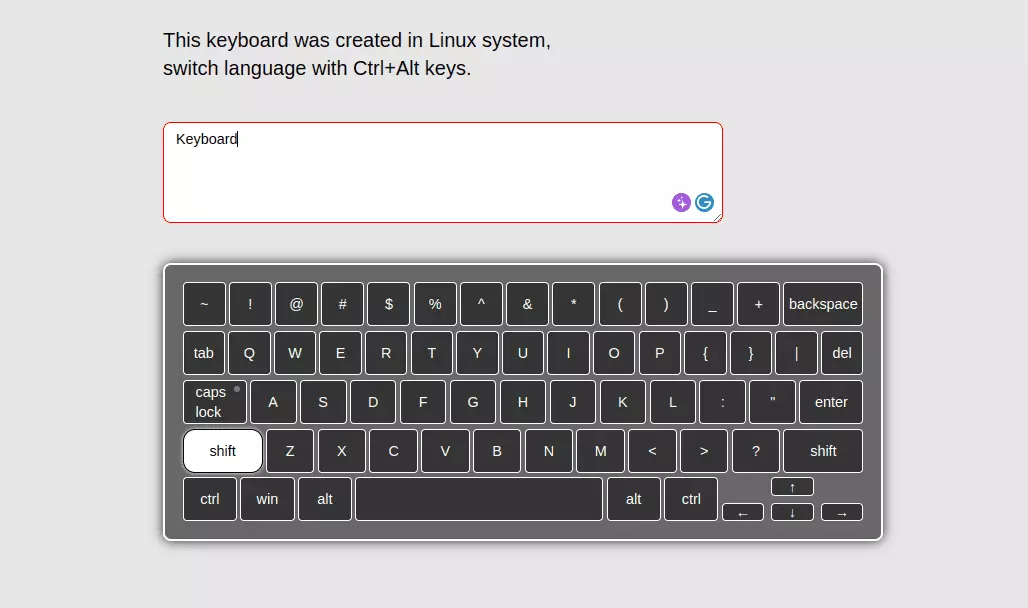 This keyboard was created in Linux system,
switch language with Ctrl+Alt keys.
Keyboard
~ ! @ # $ % ^ & * ( ) _ + backspace
tab Q W E R T Y U I O P { } | del
caps lock A S D F G H J K L : " enter
shift Z X C V B N M < > ? shift
ctrl win alt alt ctrl ← ↑ ↓ →